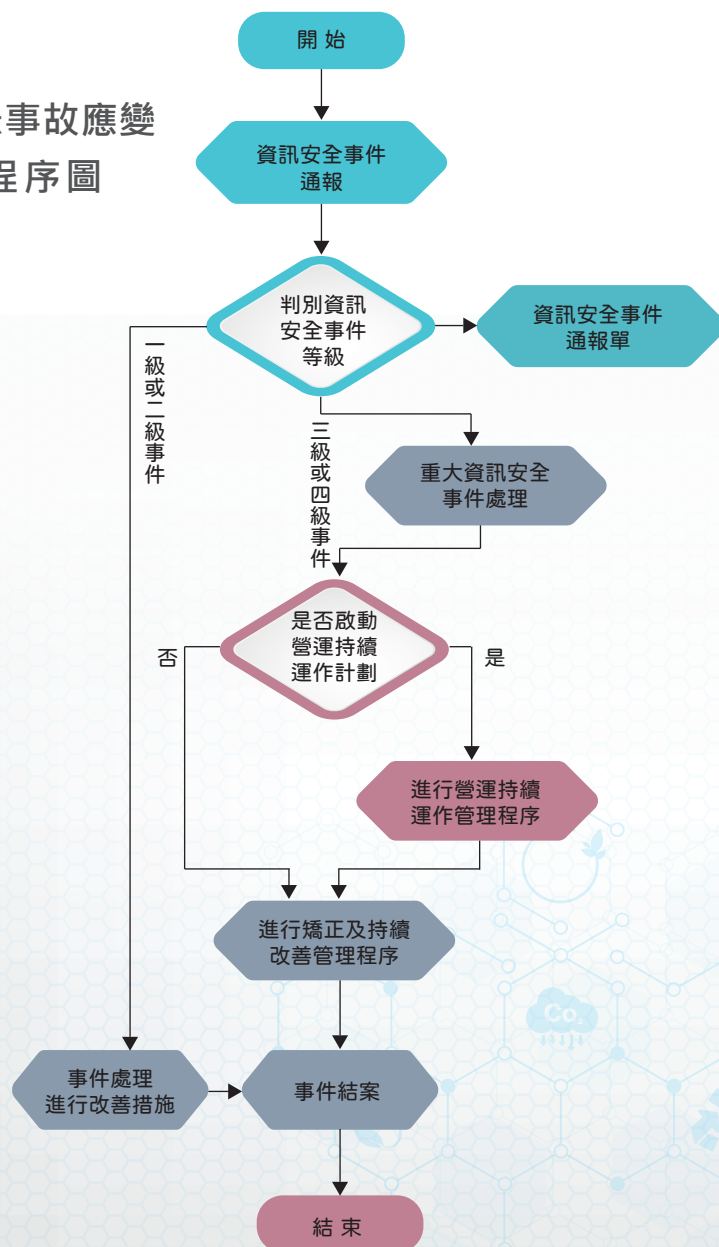 開始
事故應變
程序圖
資訊安全事件
通報
判別資訊
安全事件
等級
資訊安全事件
通報單
一級或二級事件
三級或四級事件
重大資訊安全
事件處理
是否啟動
營運持續
運作計劃
否
是
進行營運持續
運作管理程序
進行矯正及持續
改善管理程序
Co₂
事件處理
進行改善措施
事件結案
結束